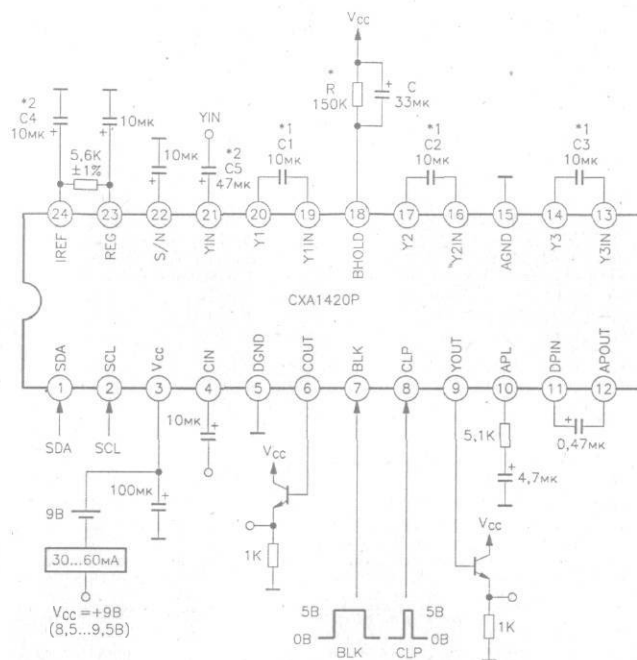 Vcc
*2
C4
10мк
10мк
5,6K
±1%
10мк
YIN
*2
C5
47мк
*1
C1
10мк
*
R
150K
C
33мк
*1
C2
10мк
*1
C3
10мк
24
23
22
21
20
19
18
17
16
15
14
13
IREF
REG
S/N
YIN
Y1
Y1IN
BHOLD
Y2
Y2IN
AGND
Y3
Y3IN
CXA1420P
SDA
SCL
Vcc
CIN
DGND
COUT
BLK
CLP
YOUT
APL
DPIN
APOUT
1
2
3
4
5
6
7
8
9
10
11
12
SDA
SCL
10мк
Vcc
5,1K
0,47мк
4,7мк
9В
100мк
30...60мА
1K
Vcc
Vcc =+9В
(8,5...9,5В)
5В
0В
BLK
5В
0В
CLP
1K